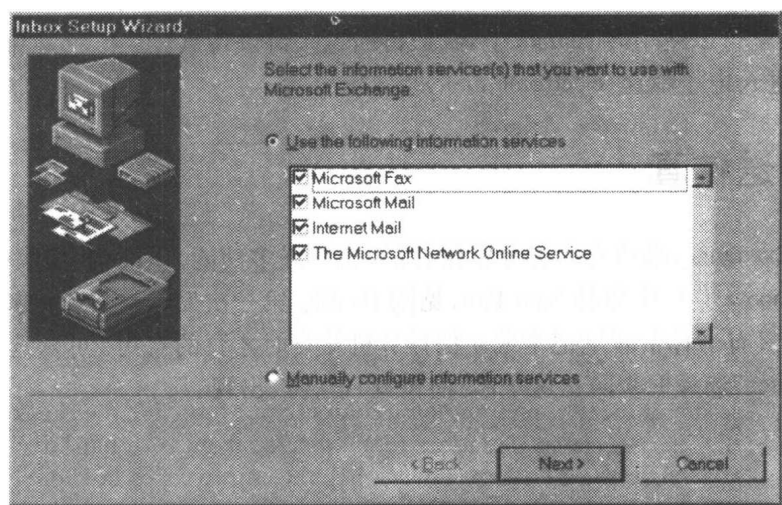 Inbox Setup Wizard
Select the information services(s) that you want to use with
Microsoft Exchange.
Use the following information services
Microsoft Fax
Microsoft Mail
Internet Mail
The Microsoft Network Online Service
Manually configure information services
< Back
Next >
Cancel